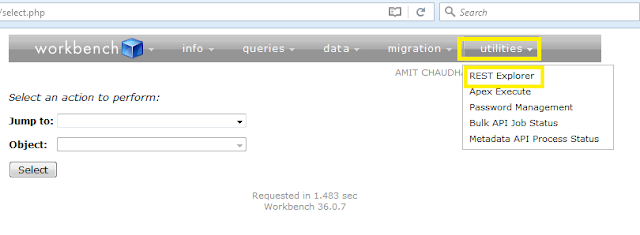 /select.php
Search
workbench info queries data migration utilities
AMIT CHAUDHA
REST Explorer
Apex Execute
Password Management
Bulk API Job Status
Metadata API Process Status
Select an action to perform:
Jump to:
Object:
Select
Requested in 1.483 sec
Workbench 36.0.7